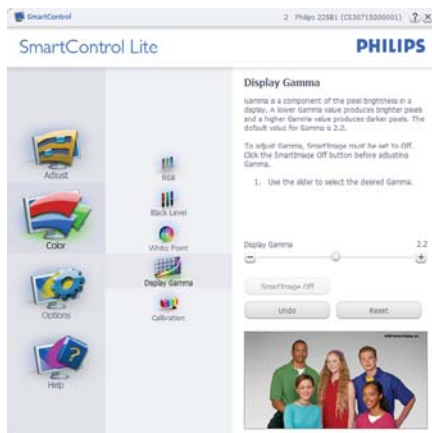 SmartControl
2 Philips 225B1 (CE30715000001)
SmartControl Lite
PHILIPS
Display Gamma
Gamma is a component of the pixel brightness in a
display. A lower Gamma value produces brighter pixels
and a higher Gamma value produces darker pixels. The
default value for Gamma is 2.2.
To adjust Gamma, SmartImage must be set to Off.
Click the SmartImage Off button before adjusting
Gamma.
1. Use the slider to select the desired Gamma.
Adjust
Color
Options
Help
RGB
Black Level
White Point
Display Gamma
Calibration
Display Gamma
2.2
SmartImage Off
Undo
Reset